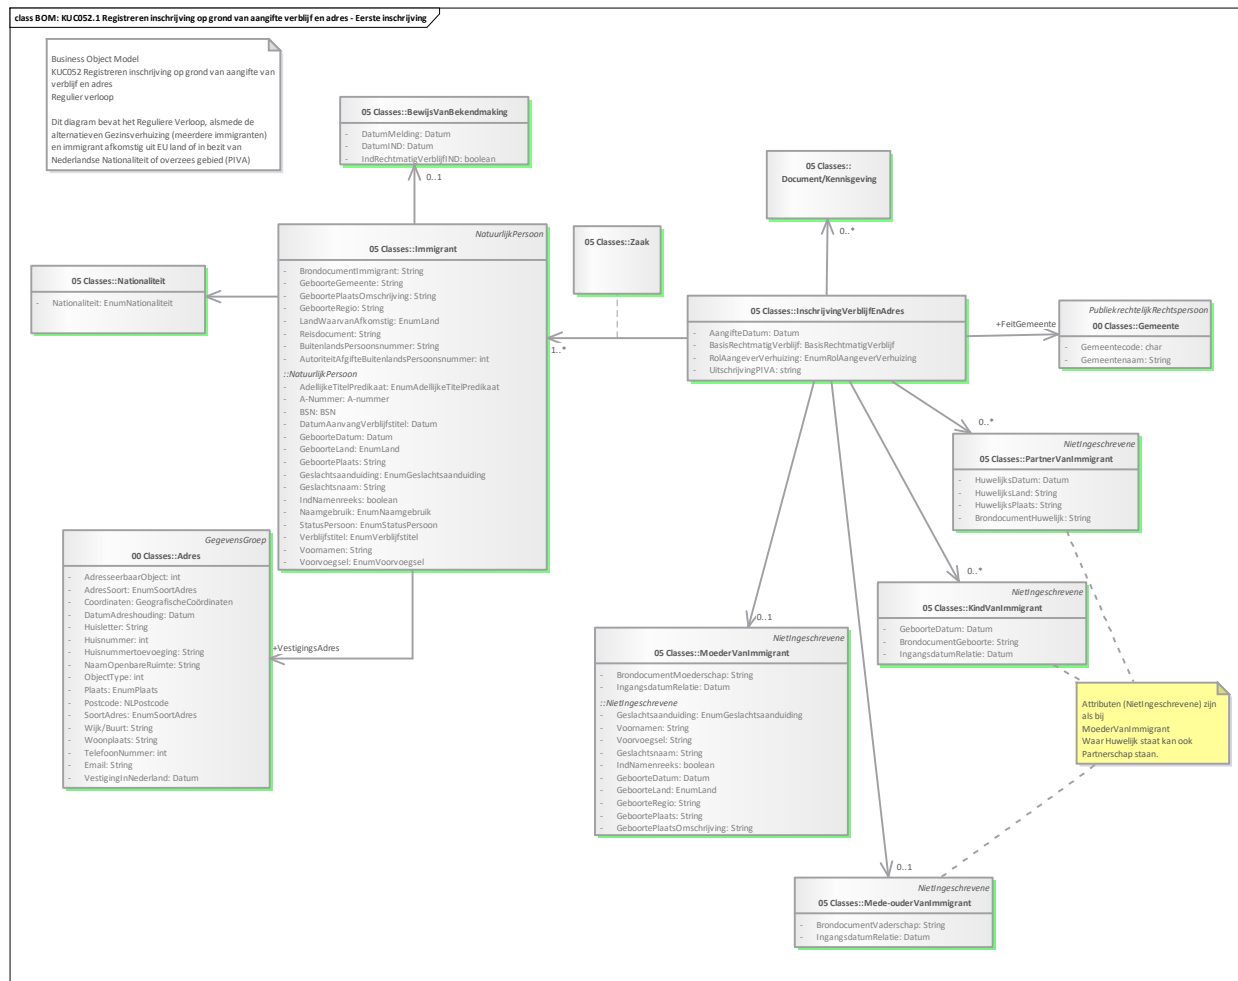 class BOM: KUC052.1 Registreren inschrijving op grond van aangifte verblijf en adres - Eerste inschrijving
Business Object Model
KUC052 Registreren inschrijving op grond van aangifte van
verblijf en adres
Regulier verloop
Dit diagram bevat het Reguliere Verloop, alsmede de
alternatieven Gezinsverhuizing (meerdere immigranten)
en immigrant afkomstig uit EU land of in bezit van
Nederlandse Nationaliteit of overzees gebied (PIVA)
05 Classes::BewijsVanBekendmaking
- DatumMelding: Datum
- DatumIND: Datum
- IndRechtmatigVerblijfIND: boolean
0..1
05 Classes::
Document/Kennisgeving
0..*
NatuurlijkPersoon
05 Classes::Immigrant
- BrondocumentImmigrant: String
- GeboorteGemeente: String
- GeboortePlaatsOmschrijving: String
- GeboorteRegio: String
- LandWaarvanAfkomstig: EnumLand
- Reisdocument: String
- BuitenlandsPersoonsnummer: String
- AutoriteitAfgifteBuitenlandsPersoonsnummer: int
::NatuurlijkPersoon
- AdellijkeTitelPredikaat: EnumAdellijkeTitelPredikaat
- A-Nummer: A-nummer
- BSN: BSN
- DatumAanvangVerblijfstitel: Datum
- GeboorteDatum: Datum
- GeboorteLand: EnumLand
- GeboortePlaats: String
- Geslachtsaanduiding: EnumGeslachtsaanduiding
- Geslachtsnaam: String
- IndNamenreeks: boolean
- Naamgebruik: EnumNaamgebruik
- StatusPersoon: EnumStatusPersoon
- Verblijfstitel: EnumVerblijfstitel
- Voornamen: String
- Voorvoegsel: EnumVoorvoegsel
05 Classes::Zaak
1..*
05 Classes::Nationaliteit
- Nationaliteit: EnumNationaliteit
05 Classes::InschrijvingVerblijfEnAdres
- AangifteDatum: Datum
- BasisRechtmatigVerblijf: BasisRechtmatigVerblijf
- RolAangeverVerhuizing: EnumRolAangeverVerhuizing
- UitschrijvingPIVA: string
+FeitGemeente
PubliekrechtelijkRechtspersoon
00 Classes::Gemeente
- Gemeentecode: char
- Gemeentenaam: String
0..*
NietIngeschrevene
05 Classes::PartnerVanImmigrant
- HuwelijksDatum: Datum
- HuwelijksLand: String
- HuwelijksPlaats: String
- BrondocumentHuwelijk: String
GegevensGroep
00 Classes::Adres
- AdresseerbaarObject: int
- AdresSoort: EnumSoortAdres
- Coordinaten: GeografischeCoördinaten
- DatumAdreshouding: Datum
- Huisletter: String
- Huisnummer: int
- Huisnummertoevoeging: String
- NaamOpenbareRuimte: String
- ObjectType: int
- Plaats: EnumPlaats
- Postcode: NLPostcode
- SoortAdres: EnumSoortAdres
- Wijk/Buurt: String
- Woonplaats: String
- TelefoonNummer: int
- Email: String
- VestigingInNederland: Datum
+VestigingsAdres
0..*
NietIngeschrevene
05 Classes::KindVanImmigrant
- GeboorteDatum: Datum
- BrondocumentGeboorte: String
- IngangsdatumRelatie: Datum
0..1
NietIngeschrevene
05 Classes::MoederVanImmigrant
- BrondocumentMoederschap: String
- IngangsdatumRelatie: Datum
::NietIngeschrevene
- Geslachtsaanduiding: EnumGeslachtsaanduiding
- Voornamen: String
- Voorvoegsel: String
- Geslachtsnaam: String
- IndNamenreeks: boolean
- GeboorteDatum: Datum
- GeboorteLand: EnumLand
- GeboorteRegio: String
- GeboortePlaats: String
- GeboortePlaatsOmschrijving: String
Attributen (NietIngeschrevene) zijn
als bij
MoederVanImmigrant
Waar Huwelijk staat kan ook
Partnerschap staan.
0..1
NietIngeschrevene
05 Classes::Mede-ouderVanImmigrant
- BrondocumentVaderschap: String
- IngangsdatumRelatie: Datum